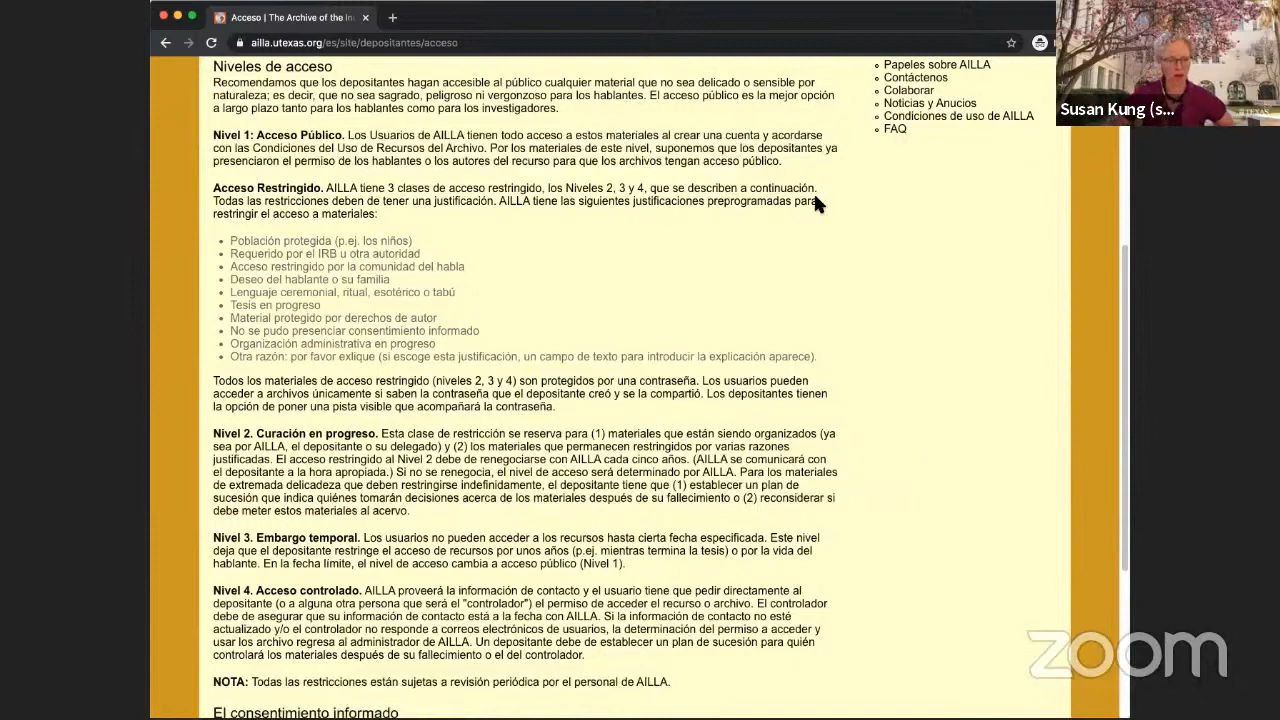 Acceso | The Archive of the In
ailla.utexas.org/es/site/depositantes/acceso
Niveles de acceso
Recomendamos que los depositantes hagan accesible al público cualquier material que no sea delicado o sensible por
naturaleza; es decir, que no sea sagrado, peligroso ni vergonzoso para los hablantes. El acceso público es la mejor opción
a largo plazo tanto para los hablantes como para los investigadores.
Nivel 1: Acceso Público. Los Usuarios de AILLA tienen todo acceso a estos materiales al crear una cuenta y acordarse
con las Condiciones del Uso de Recursos del Archivo. Por los materiales de este nivel, suponemos que los depositantes ya
presenciaron el permiso de los hablantes o los autores del recurso para que los archivos tengan acceso público.
Acceso Restringido. AILLA tiene 3 clases de acceso restringido, los Niveles 2, 3 y 4, que se describen a continuación.
Todas las restricciones deben de tener una justificación. AILLA tiene las siguientes justificaciones preprogramadas para
restringir el acceso a materiales:
• Población protegida (p.ej. los niños)
• Requerido por el IRB u otra autoridad
• Acceso restringido por la comunidad del habla
• Deseo del hablante o su familia
• Lenguaje ceremonial, ritual, esotérico o tabú
• Tesis en progreso
• Material protegido por derechos de autor
• No se pudo presenciar consentimiento informado
• Organización administrativa en progreso
• Otra razón: por favor exlique (si escoge esta justificación, un campo de texto para introducir la explicación aparece).
Todos los materiales de acceso restringido (niveles 2, 3 y 4) son protegidos por una contraseña. Los usuarios pueden
acceder a archivos únicamente si saben la contraseña que el depositante creó y se la compartió. Los depositantes tienen
la opción de poner una pista visible que acompañará la contraseña.
Nivel 2. Curación en progreso. Esta clase de restricción se reserva para (1) materiales que están siendo organizados (ya
sea por AILLA, el depositante o su delegado) y (2) los materiales que permanecen restringidos por varias razones
justificadas. El acceso restringido al Nivel 2 debe de renegociarse con AILLA cada cinco años. (AILLA se comunicará con
el depositante a la hora apropiada.) Si no se renegocia, el nivel de acceso será determinado por AILLA. Para los materiales
de extremada delicadeza que deben restringirse indefinidamente, el depositante tiene que (1) establecer un plan de
sucesión que indica quiénes tomarán decisiones acerca de los materiales después de su fallecimiento o (2) reconsiderar si
debe meter estos materiales al acervo.
Nivel 3. Embargo temporal. Los usuarios no pueden acceder a los recursos hasta cierta fecha especificada. Este nivel
deja que el depositante restringe el acceso de recursos por unos años (p.ej. mientras termina la tesis) o por la vida del
hablante. En la fecha límite, el nivel de acceso cambia a acceso público (Nivel 1).
Nivel 4. Acceso controlado. AILLA proveerá la información de contacto y el usuario tiene que pedir directamente al
depositante (o a alguna otra persona que será el "controlador") el permiso de acceder el recurso o archivo. El controlador
debe de asegurar que su información de contacto está a la fecha con AILLA. Si la información de contacto no esté
actualizado y/o el controlador no responde a correos electrónicos de usuarios, la determinación del permiso a acceder y
usar los archivo regresa al administrador de AILLA. Un depositante debe de establecer un plan de sucesión para quién
controlará los materiales después de su fallecimiento o el del controlador.
NOTA: Todas las restricciones están sujetas a revisión periódica por el personal de AILLA.
El consentimiento informado
Papeles sobre AILLA
Contáctenos
Colaborar
Noticias y Anucios
Condiciones de uso de AILLA
FAQ
Susan Kung (s...
zoom